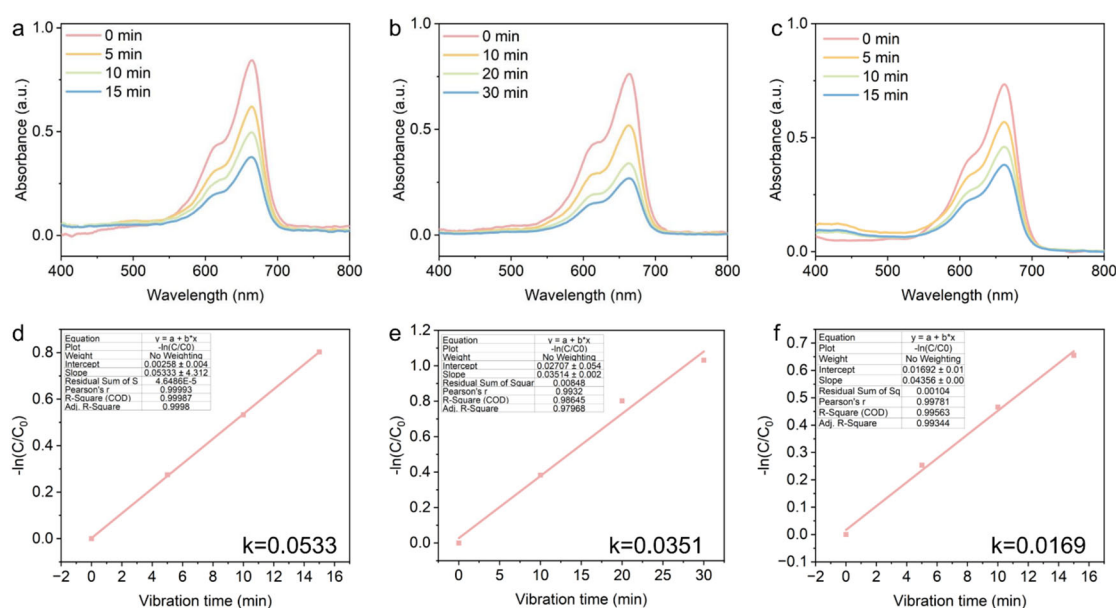 a
0 min
5 min
10 min
15 min
1.0
0.5
0.0
400 500 600 700 800
Absorbance (a.u.)
Wavelength (nm)
b
0 min
10 min
20 min
30 min
1.0
0.5
0.0
400 500 600 700 800
Absorbance (a.u.)
Wavelength (nm)
c
0 min
5 min
10 min
15 min
1.0
0.5
0.0
400 500 600 700 800
Absorbance (a.u.)
Wavelength (nm)
d
Equation y = a + b*x
Plot -ln(C/C0)
Weight No Weighting
Intercept 0.00258 ± 0.004
Slope 0.05333 ± 4.312
Residual Sum of S 4.6486E-5
Pearson's r 0.99993
R-Square (COD) 0.99987
Adj. R-Square 0.9998
0.8
0.6
0.4
0.2
0.0
-2 0 2 4 6 8 10 12 14 16
-ln(C/C0)
k=0.0533
Vibration time (min)
e
Equation y = a + b*x
Plot -ln(C/C0)
Weight No Weighting
Intercept 0.02707 ± 0.054
Slope 0.03514 ± 0.002
Residual Sum of Squar 0.00848
Pearson's r 0.9932
R-Square (COD) 0.98645
Adj. R-Square 0.97968
1.2
1.0
0.8
0.6
0.4
0.2
0.0
0 10 20 30
-ln(C/C0)
k=0.0351
Vibration time (min)
f
Equation y = a + b*x
Plot -ln(C/C0)
Weight No Weighting
Intercept 0.01692 ± 0.01
Slope 0.04356 ± 0.00
Residual Sum of Sq 0.00104
Pearson's r 0.99781
R-Square (COD) 0.99563
Adj. R-Square 0.99344
0.7
0.6
0.5
0.4
0.3
0.2
0.1
0.0
-0.1
-2 0 2 4 6 8 10 12 14 16
-ln(C/C0)
k=0.0169
Vibration time (min)